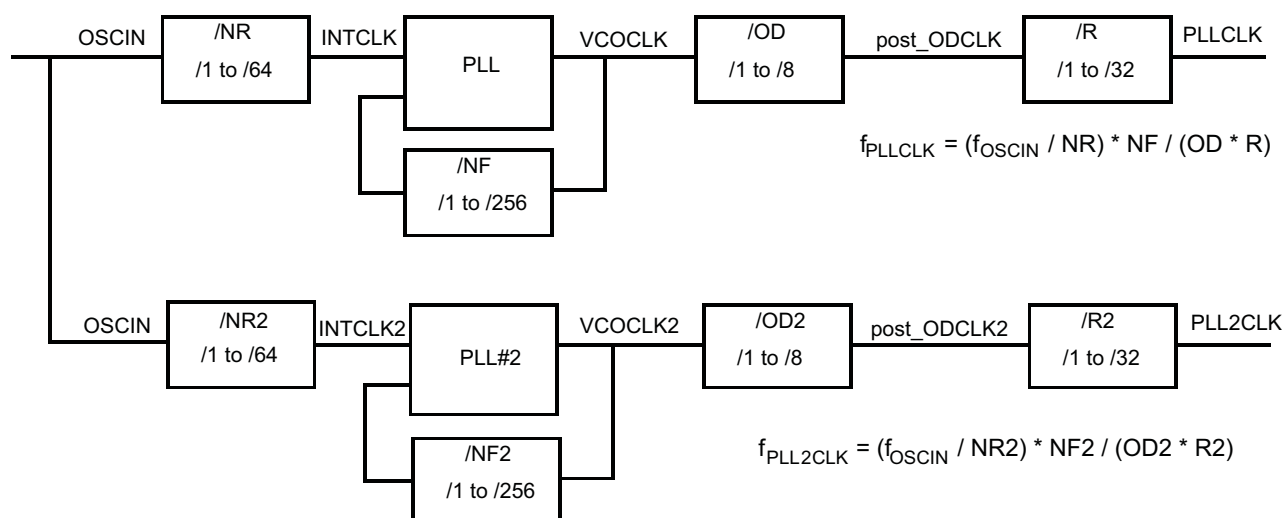 OSCIN
/NR
/1 to /64
INTCLK
PLL
VCOCLK
/OD
/1 to /8
post_ODCLK
/R
/1 to /32
PLLCLK
/NF
/1 to /256
fPLLCLK = (fOSCIN / NR) * NF / (OD * R)
OSCIN
/NR2
/1 to /64
INTCLK2
PLL#2
VCOCLK2
/OD2
/1 to /8
post_ODCLK2
/R2
/1 to /32
PLL2CLK
/NF2
/1 to /256
fPLL2CLK = (fOSCIN / NR2) * NF2 / (OD2 * R2)